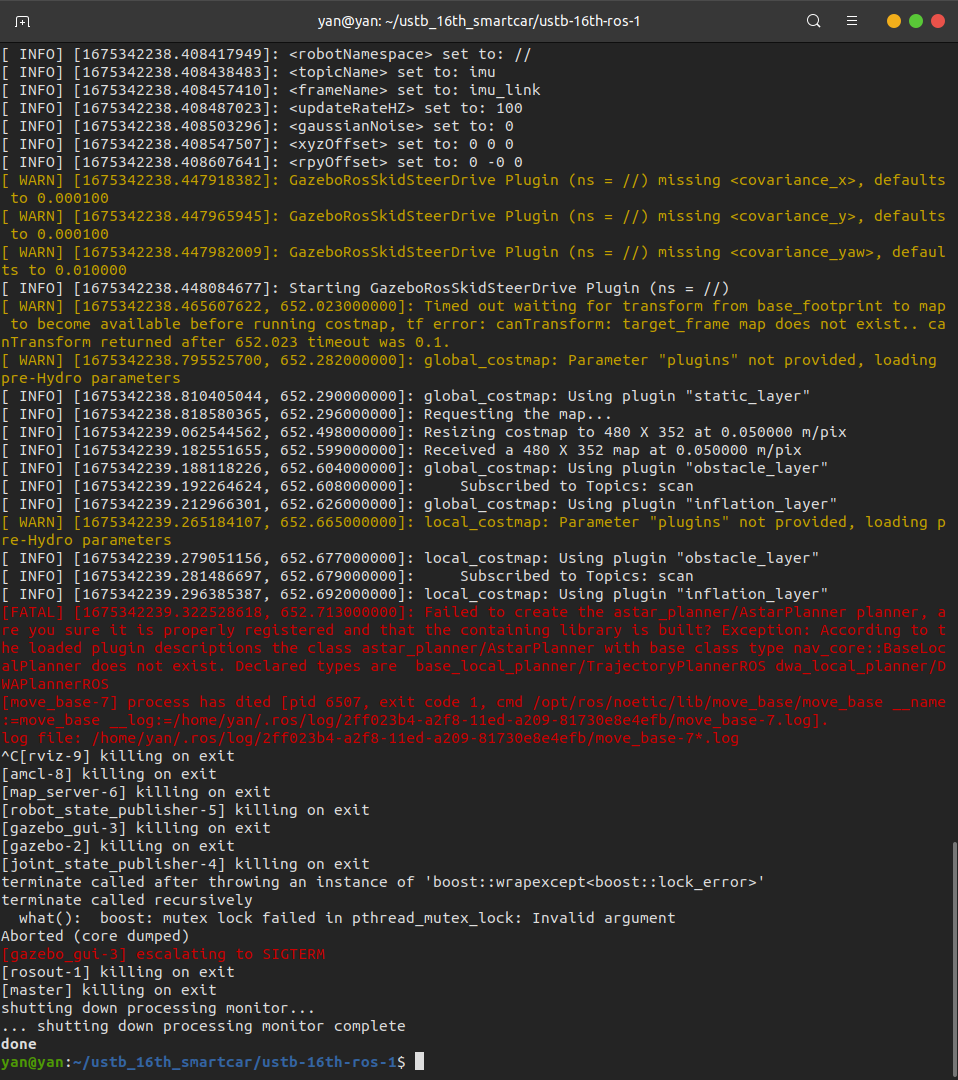 yan@yan: ~/ustb_16th_smartcar/ustb-16th-ros-1
[ INFO] [1675342238.408417949]: <robotNamespace> set to: //
[ INFO] [1675342238.408438483]: <topicName> set to: imu
[ INFO] [1675342238.408457410]: <frameName> set to: imu_link
[ INFO] [1675342238.408487023]: <updateRateHZ> set to: 100
[ INFO] [1675342238.408503296]: <gaussianNoise> set to: 0
[ INFO] [1675342238.408547507]: <xyzOffset> set to: 0 0 0
[ INFO] [1675342238.408607641]: <rpyOffset> set to: 0 -0 0
[ WARN] [1675342238.447918382]: GazeboRosSkidSteerDrive Plugin (ns = //) missing <covariance_x>, defaults
 to 0.000100
[ WARN] [1675342238.447965945]: GazeboRosSkidSteerDrive Plugin (ns = //) missing <covariance_y>, defaults
 to 0.000100
[ WARN] [1675342238.447982009]: GazeboRosSkidSteerDrive Plugin (ns = //) missing <covariance_yaw>, defaul
ts to 0.010000
[ INFO] [1675342238.448084677]: Starting GazeboRosSkidSteerDrive Plugin (ns = //)
[ WARN] [1675342238.465607622, 652.023000000]: Timed out waiting for transform from base_footprint to map
 to become available before running costmap, tf error: canTransform: target_frame map does not exist.. ca
nTransform returned after 652.023 timeout was 0.1.
[ WARN] [1675342238.795525700, 652.282000000]: global_costmap: Parameter "plugins" not provided, loading
pre-Hydro parameters
[ INFO] [1675342238.810405044, 652.290000000]: global_costmap: Using plugin "static_layer"
[ INFO] [1675342238.818580365, 652.296000000]: Requesting the map...
[ INFO] [1675342239.062544562, 652.498000000]: Resizing costmap to 480 X 352 at 0.050000 m/pix
[ INFO] [1675342239.182551655, 652.599000000]: Received a 480 X 352 map at 0.050000 m/pix
[ INFO] [1675342239.188118226, 652.604000000]: global_costmap: Using plugin "obstacle_layer"
[ INFO] [1675342239.192264624, 652.608000000]:     Subscribed to Topics: scan
[ INFO] [1675342239.212966301, 652.626000000]: global_costmap: Using plugin "inflation_layer"
[ WARN] [1675342239.265184107, 652.665000000]: local_costmap: Parameter "plugins" not provided, loading p
re-Hydro parameters
[ INFO] [1675342239.279051156, 652.677000000]: local_costmap: Using plugin "obstacle_layer"
[ INFO] [1675342239.281486697, 652.679000000]:     Subscribed to Topics: scan
[ INFO] [1675342239.296385387, 652.692000000]: local_costmap: Using plugin "inflation_layer"
[FATAL] [1675342239.322528618, 652.713000000]: Failed to create the astar_planner/AstarPlanner planner, a
re you sure it is properly registered and that the containing library is built? Exception: According to t
he loaded plugin descriptions the class astar_planner/AstarPlanner with base class type nav_core::BaseLoc
alPlanner does not exist. Declared types are  base_local_planner/TrajectoryPlannerROS dwa_local_planner/D
WAPlannerROS
[move_base-7] process has died [pid 6507, exit code 1, cmd /opt/ros/noetic/lib/move_base/move_base __name
:=move_base __log:=/home/yan/.ros/log/2ff023b4-a2f8-11ed-a209-81730e8e4efb/move_base-7.log].
log file: /home/yan/.ros/log/2ff023b4-a2f8-11ed-a209-81730e8e4efb/move_base-7*.log
^C[rviz-9] killing on exit
[amcl-8] killing on exit
[map_server-6] killing on exit
[robot_state_publisher-5] killing on exit
[gazebo_gui-3] killing on exit
[gazebo-2] killing on exit
[joint_state_publisher-4] killing on exit
terminate called after throwing an instance of 'boost::wrapexcept<boost::lock_error>'
terminate called recursively
  what():  boost: mutex lock failed in pthread_mutex_lock: Invalid argument
Aborted (core dumped)
[gazebo_gui-3] escalating to SIGTERM
[rosout-1] killing on exit
[master] killing on exit
shutting down processing monitor...
... shutting down processing monitor complete
done
yan@yan:~/ustb_16th_smartcar/ustb-16th-ros-1$